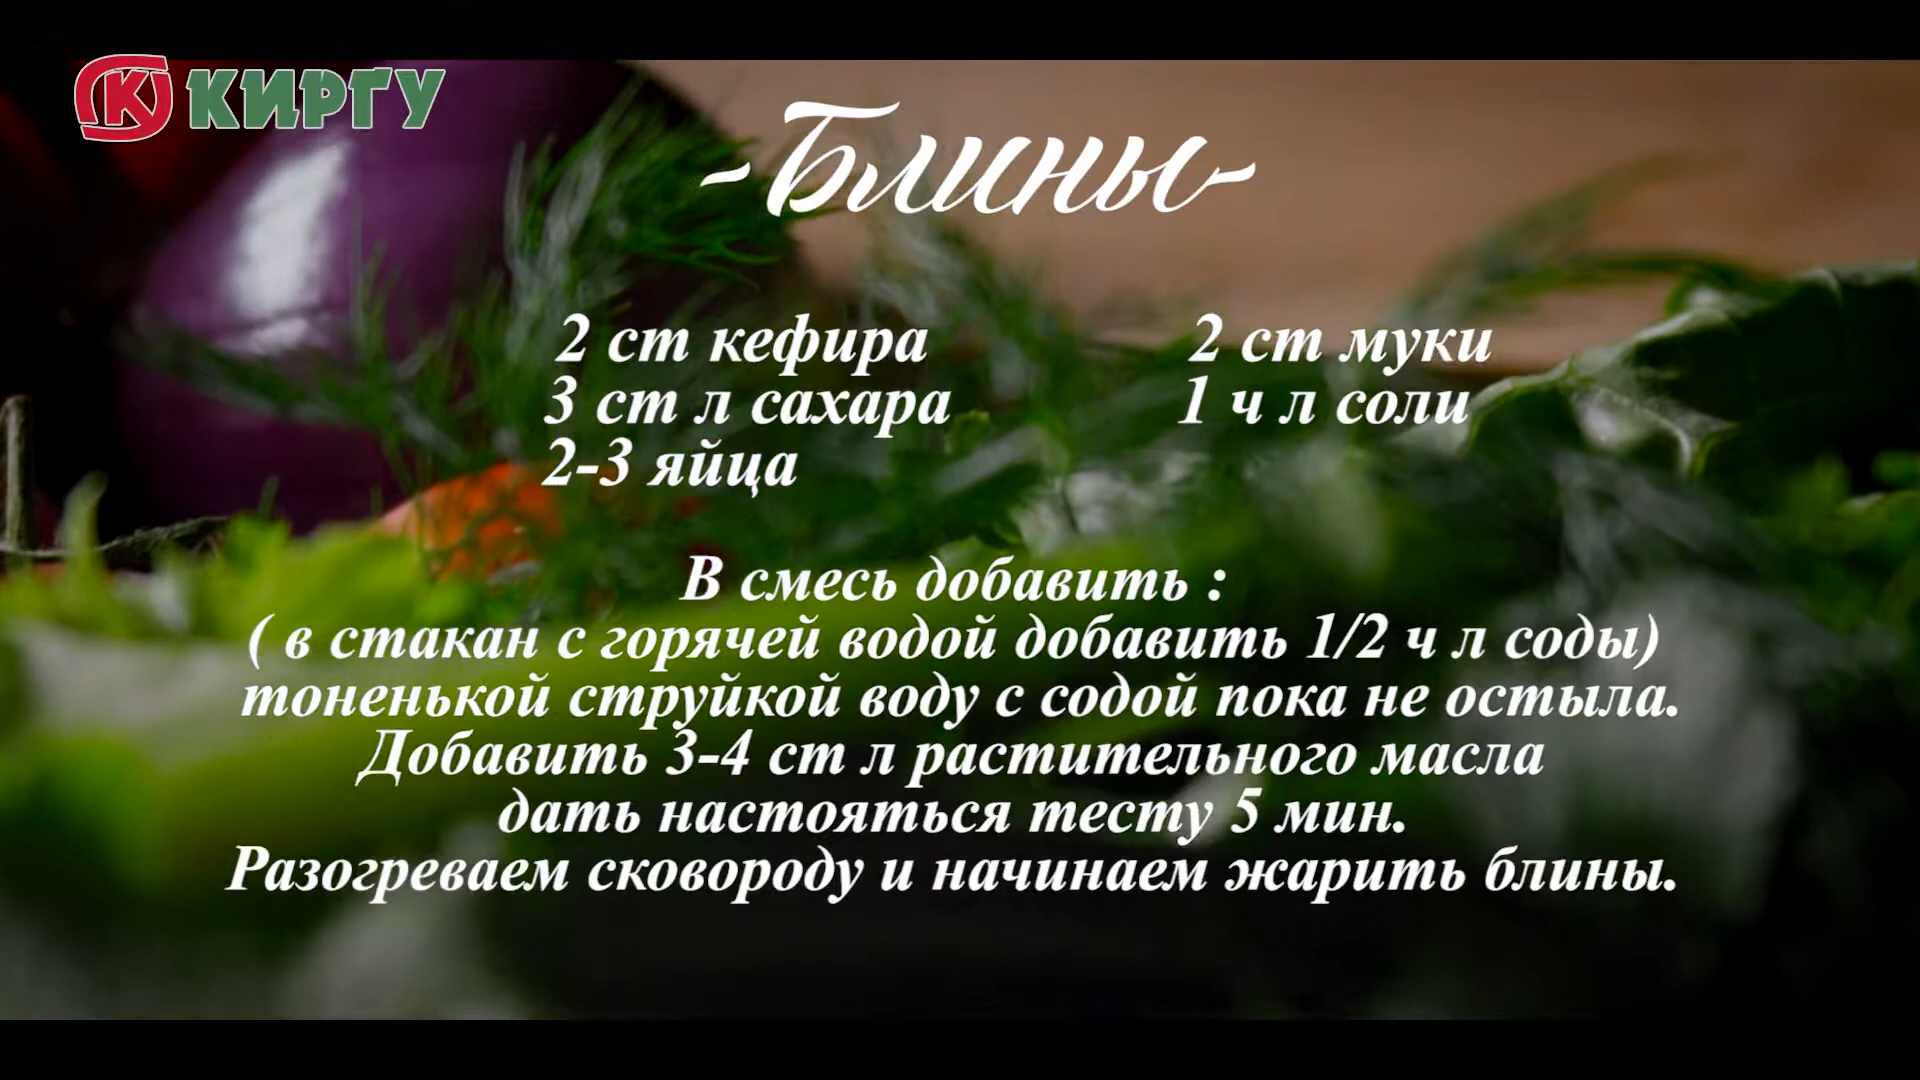 КИРГУ
-Блины-
2 ст кефира
2 ст муки
3 ст л сахара
1 ч л соли
2-3 яйца
В смесь добавить :
( в стакан с горячей водой добавить 1/2 ч л соды)
тоненькой струйкой воду с содой пока не остыла.
Добавить 3-4 ст л растительного масла
дать настояться тесту 5 мин.
Разогреваем сковороду и начинаем жарить блины.